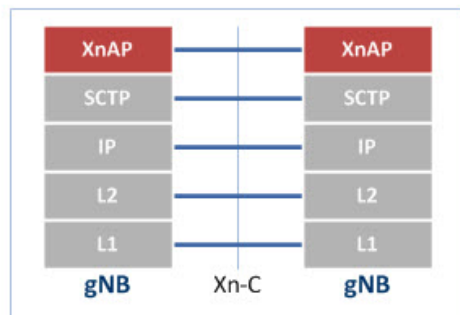 XnAP XnAP
SCTP SCTP
IP IP
L2 L2
L1 L1
gNB Xn-C gNB